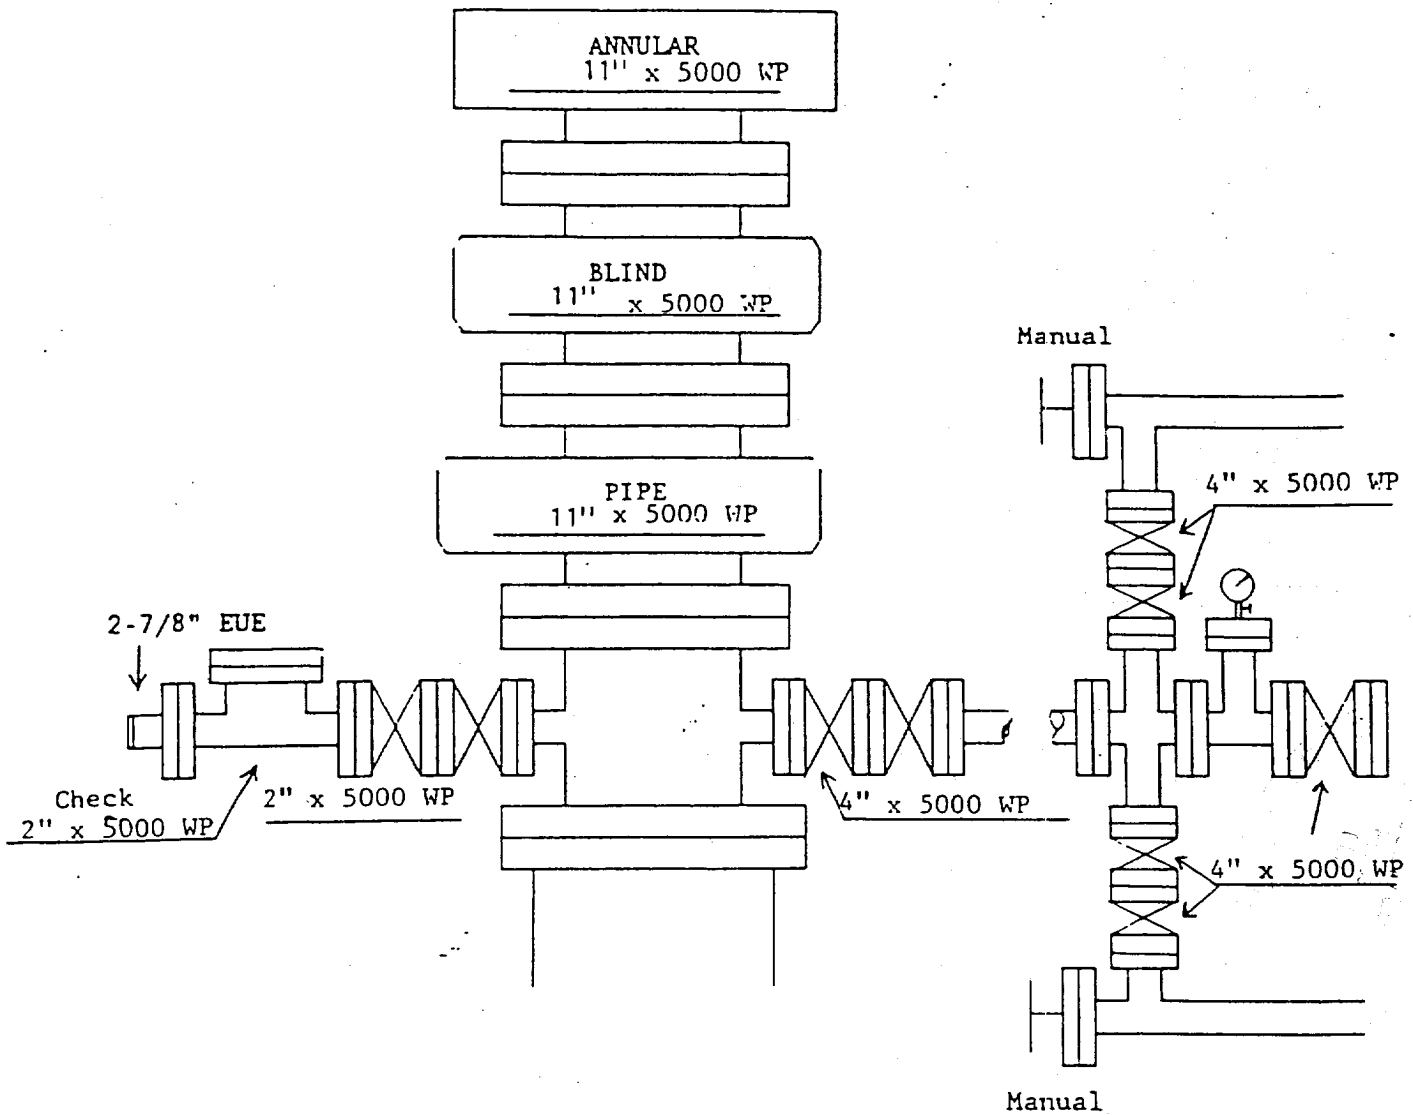 ANNULAR
11" x 5000 WP
BLIND
11" x 5000 WP
Manual
PIPE
11" x 5000 WP
4" x 5000 WP
2-7/8" EUE
Check
2" x 5000 WP
2" x 5000 WP
4" x 5000 WP
4" x 5000 WP
Manual